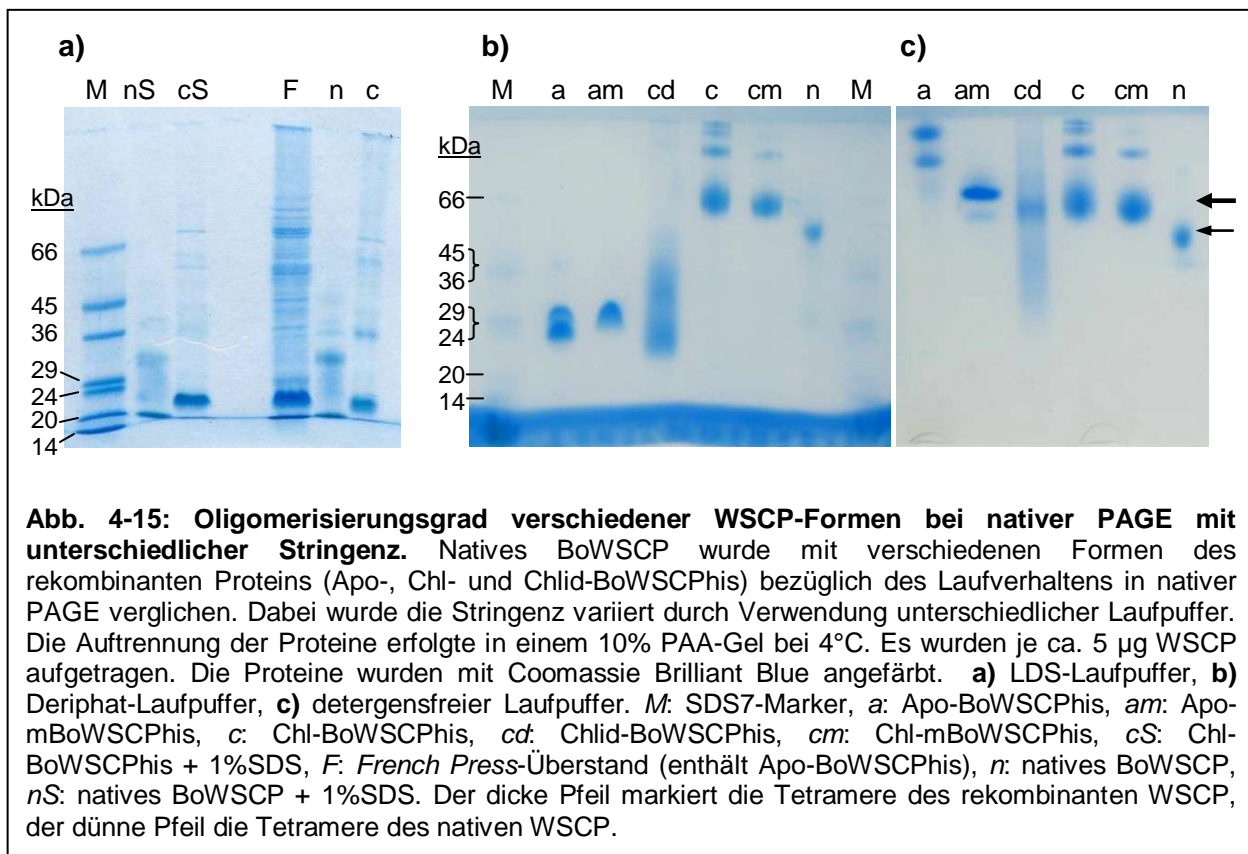 a)
M nS cS F n c
kDa
66
45
36
29
24
20
14
b)
M a am cd c cm n M
kDa
66
45
36
29
24
20
14
c)
a am cd c cm n
Abb. 4-15: Oligomerisierungsgrad verschiedener WSCP-Formen bei nativer PAGE mit
unterschiedlicher Stringenz. Natives BoWSCP wurde mit verschiedenen Formen des
rekombinanten Proteins (Apo-, Chl- und Chlid-BoWSCPhis) bezüglich des Laufverhaltens in nativer
PAGE verglichen. Dabei wurde die Stringenz variiert durch Verwendung unterschiedlicher Laufpuffer.
Die Auftrennung der Proteine erfolgte in einem 10% PAA-Gel bei 4°C. Es wurden je ca. 5 µg WSCP
aufgetragen. Die Proteine wurden mit Coomassie Brilliant Blue angefärbt. a) LDS-Laufpuffer, b)
Deriphat-Laufpuffer, c) detergensfreier Laufpuffer. M: SDS7-Marker, a: Apo-BoWSCPhis, am: Apo-
mBoWSCPhis, c: Chl-BoWSCPhis, cd: Chlid-BoWSCPhis, cm: Chl-mBoWSCPhis, cS: Chl-
BoWSCPhis + 1%SDS, F: French Press-Überstand (enthält Apo-BoWSCPhis), n: natives BoWSCP,
nS: natives BoWSCP + 1%SDS. Der dicke Pfeil markiert die Tetramere des rekombinanten WSCP,
der dünne Pfeil die Tetramere des nativen WSCP.